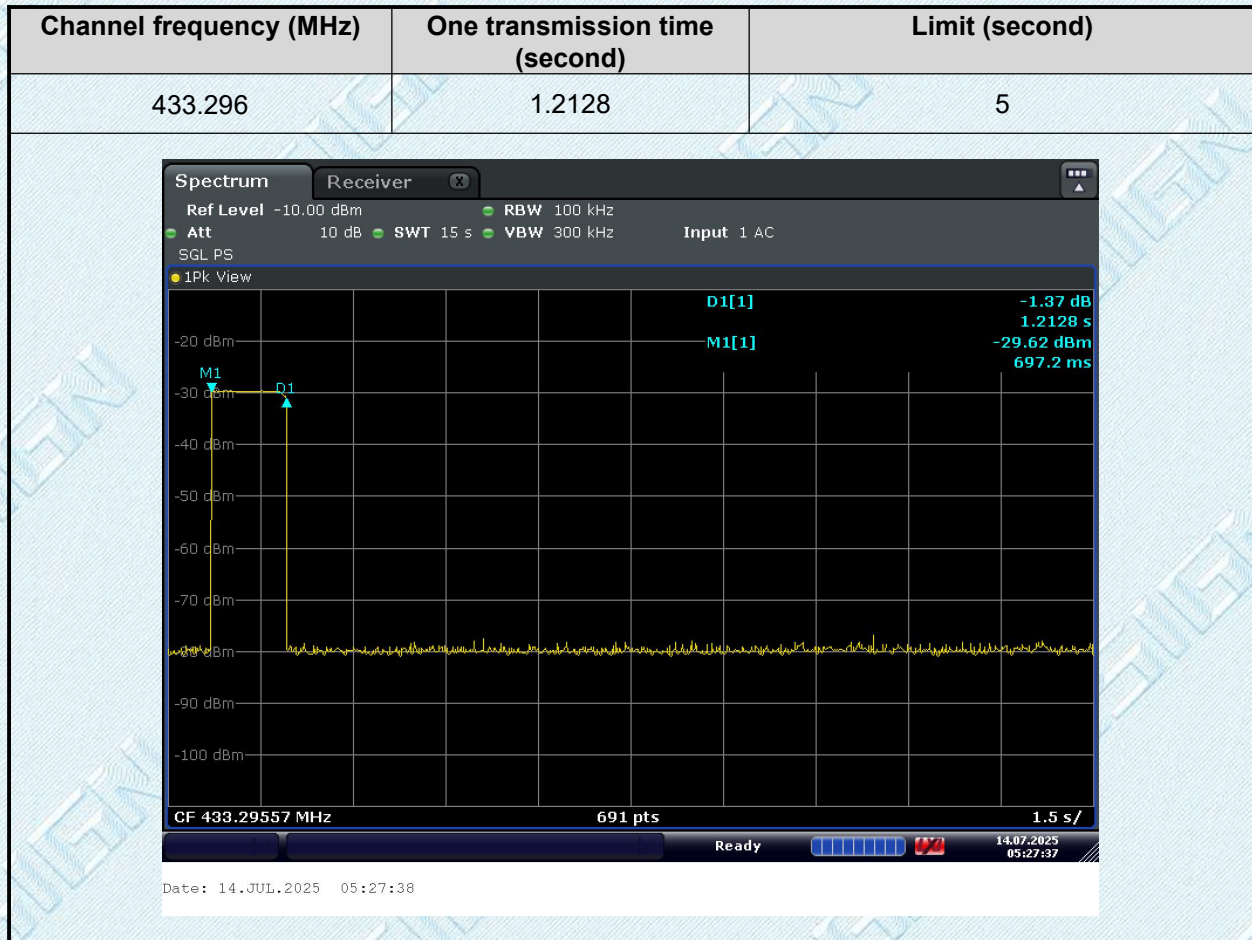 Channel frequency (MHz) One transmission time (second) Limit (second)
433.296 1.2128 5
Spectrum Receiver X
Ref Level -10.00 dBm RBW 100 kHz
Att 10 dB SWT 15 s VBW 300 kHz Input 1 AC
SGL PS
1Pk View
D1[1] -1.37 dB
1.2128 s
-20 dBm M1[1] -29.62 dBm
697.2 ms
M1
-30 dBm D1
-40 dBm
-50 dBm
-60 dBm
-70 dBm
-80 dBm
-90 dBm
-100 dBm
CF 433.29557 MHz 691 pts 1.5 s/
Ready 14.07.2025
05:27:37
Date: 14.JUL.2025 05:27:38